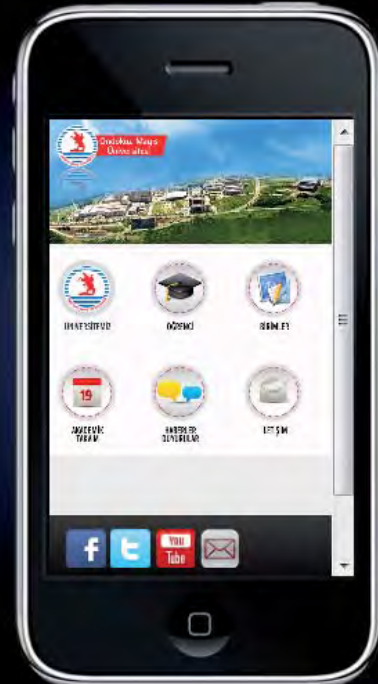 Ondokuz Mayıs
Üniversitesi
ÜNİVERSİTEMİZ
ÖĞRENCİ
BİRİMLER
19
AKADEMİK
TAKVİM
HABERLER
DUYURULAR
İLETİŞİM
f
t
You
Tube